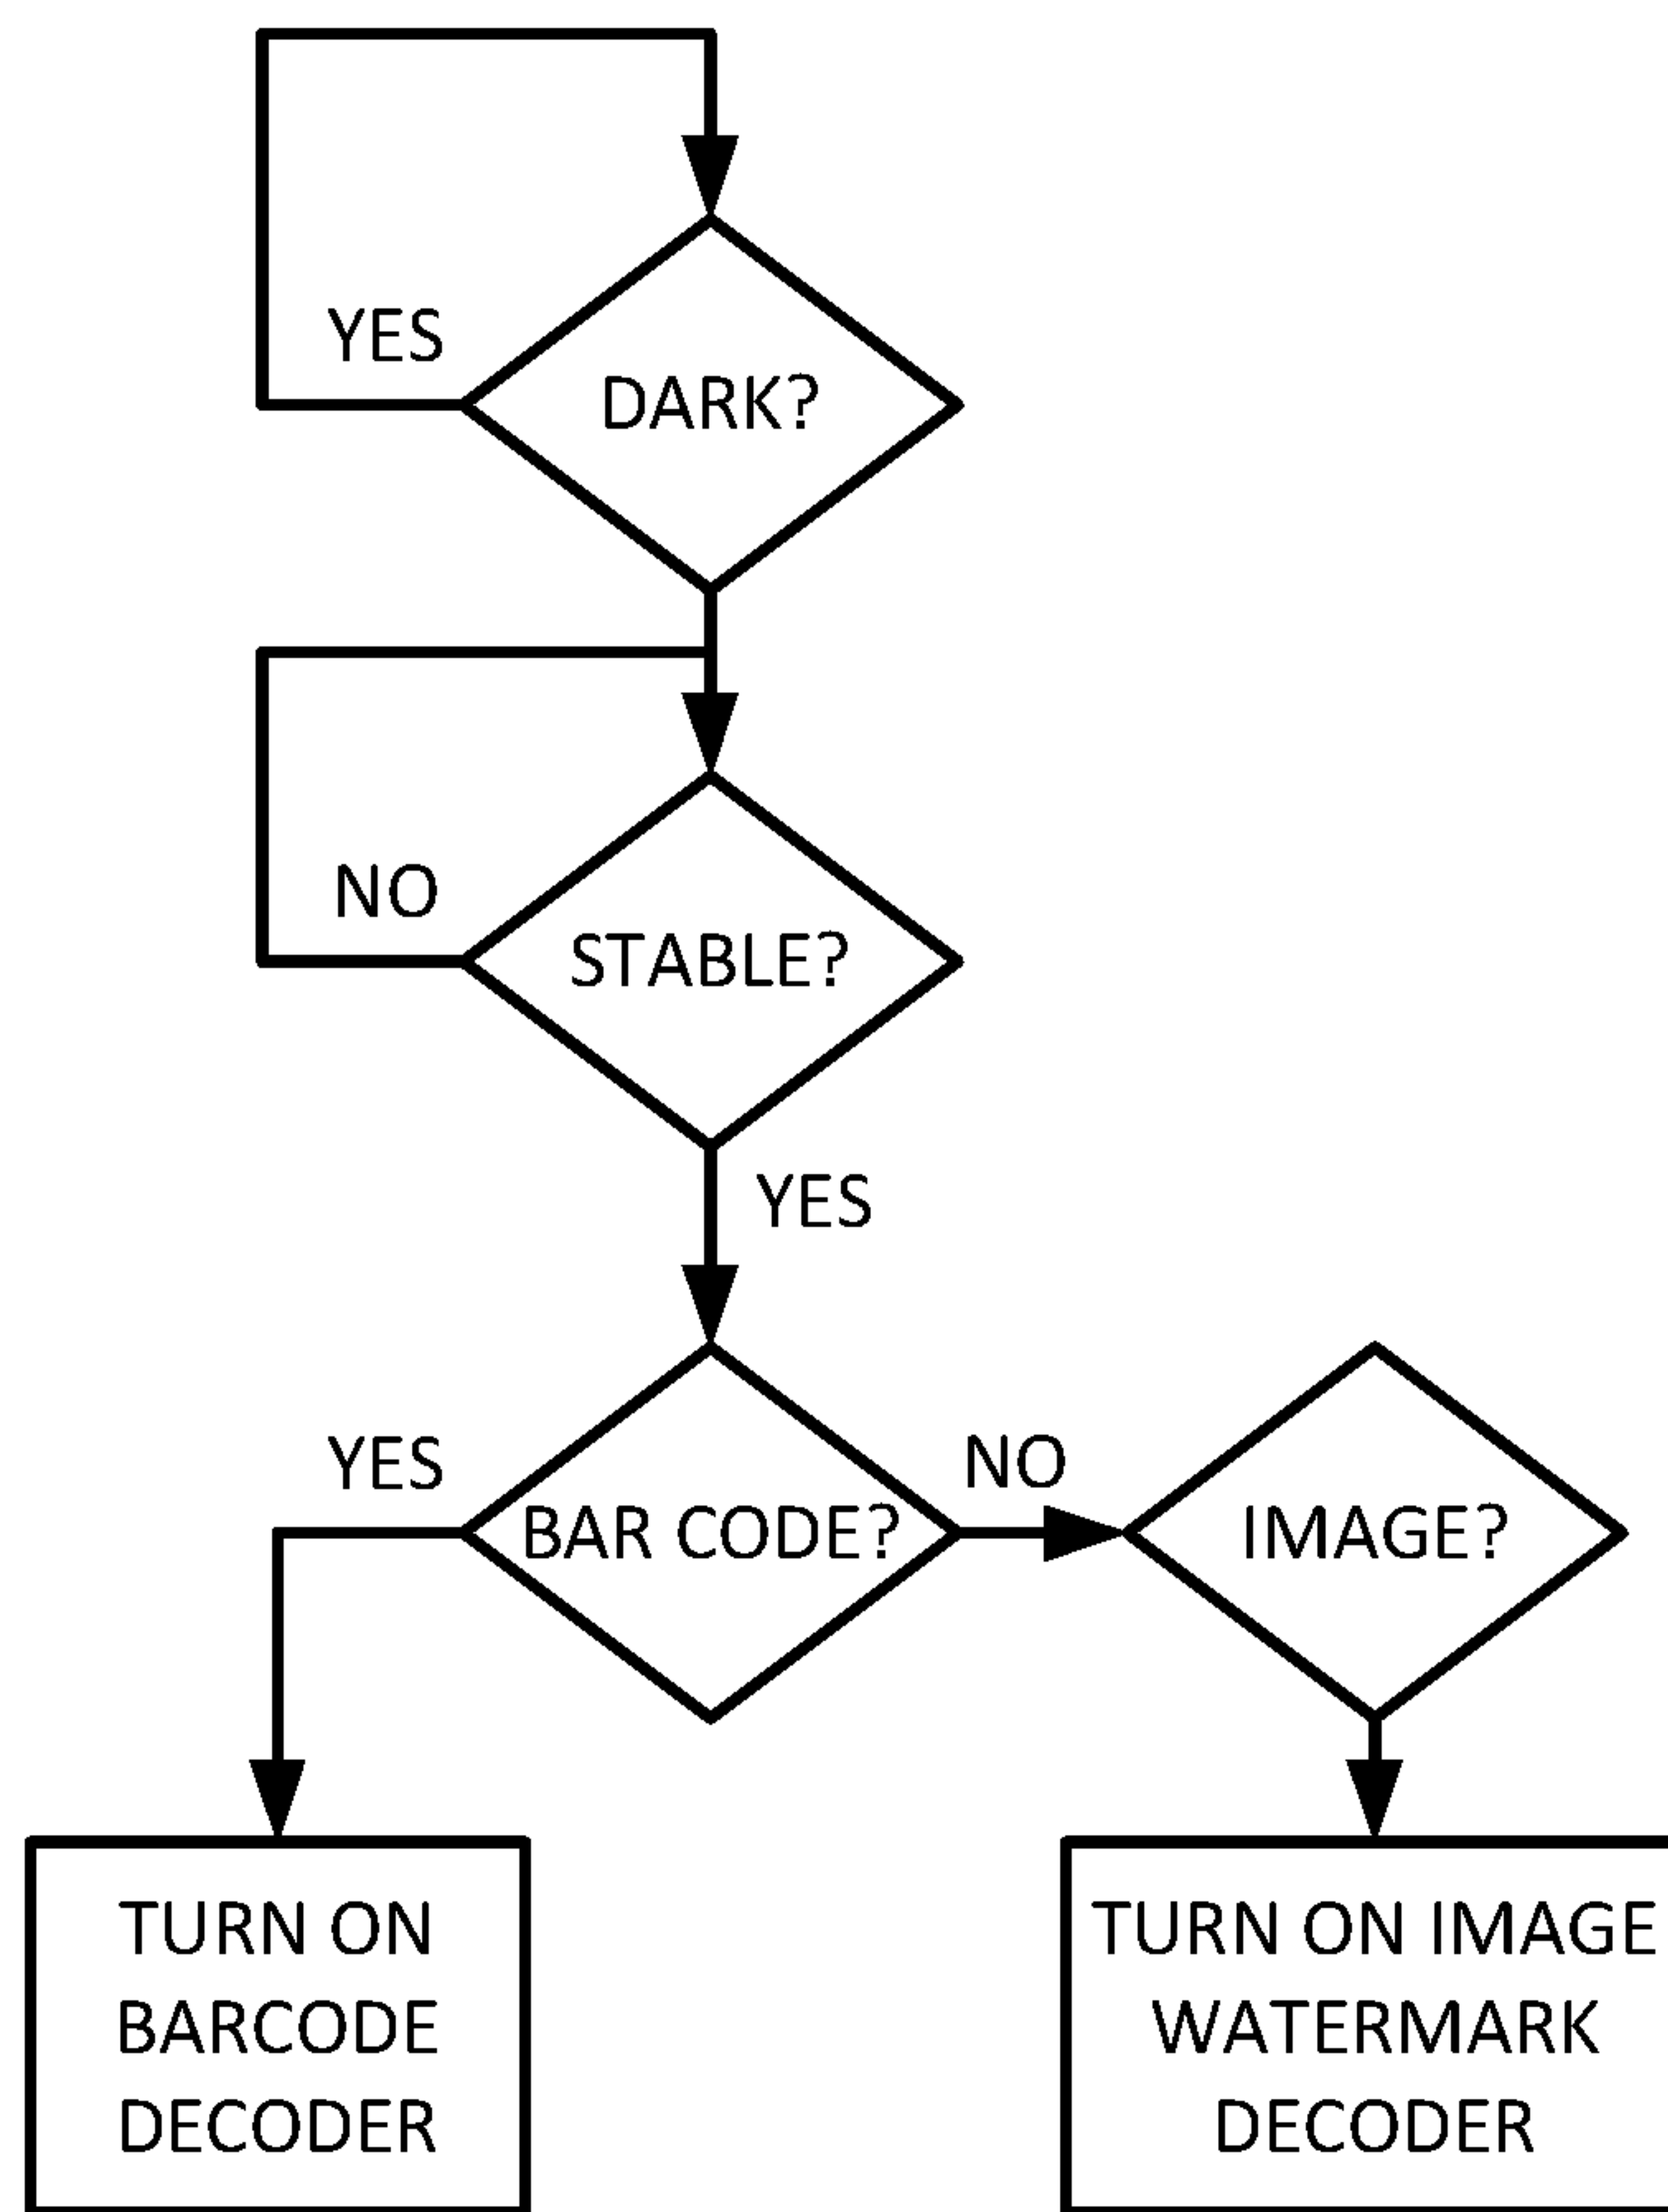 YES
DARK?
NO
STABLE?
YES
YES
NO
BAR CODE?
IMAGE?
TURN ON
BARCODE
DECODER
TURN ON IMAGE
WATERMARK
DECODER